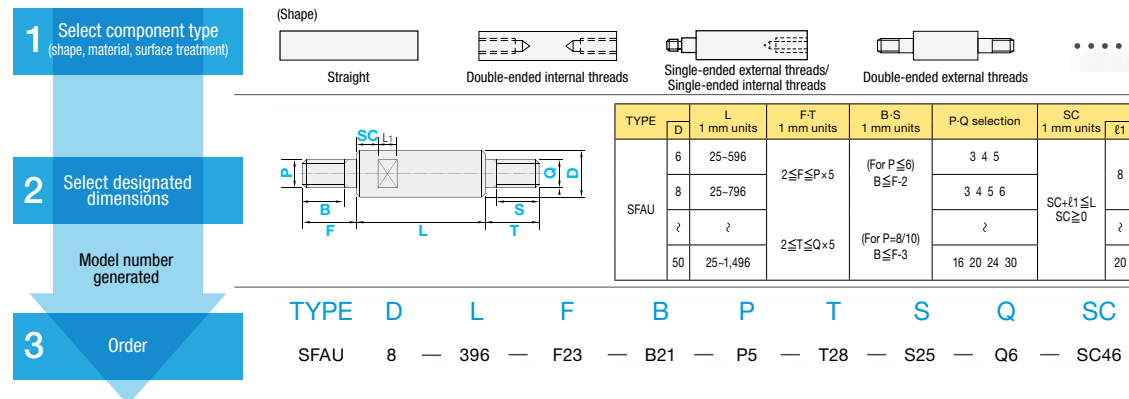 1
Select component type
(shape, material, surface treatment)
(Shape)
Straight
Double-ended internal threads
Single-ended external threads/
Single-ended internal threads
Double-ended external threads
2
Select designated
dimensions
SC L1
P
Q
D
B
S
F
L
T
TYPE D L 1 mm units F·T 1 mm units B·S 1 mm units P·Q selection SC 1 mm units ℓ1
SFAU
6 25~596 3 4 5
8 25~796 3 4 5 6 8
2≦F≦P×5
(For P≦6)
B≦F-2
SC+ℓ1≦L
SC≧0
≀ ≀ ≀ ≀
2≦T≦Q×5
(For P=8/10)
B≦F-3
50 25~1,496 16 20 24 30 20
Model number
generated
TYPE D L F B P T S Q SC
3
Order
SFAU 8 — 396 — F23 — B21 — P5 — T28 — S25 — Q6 — SC46